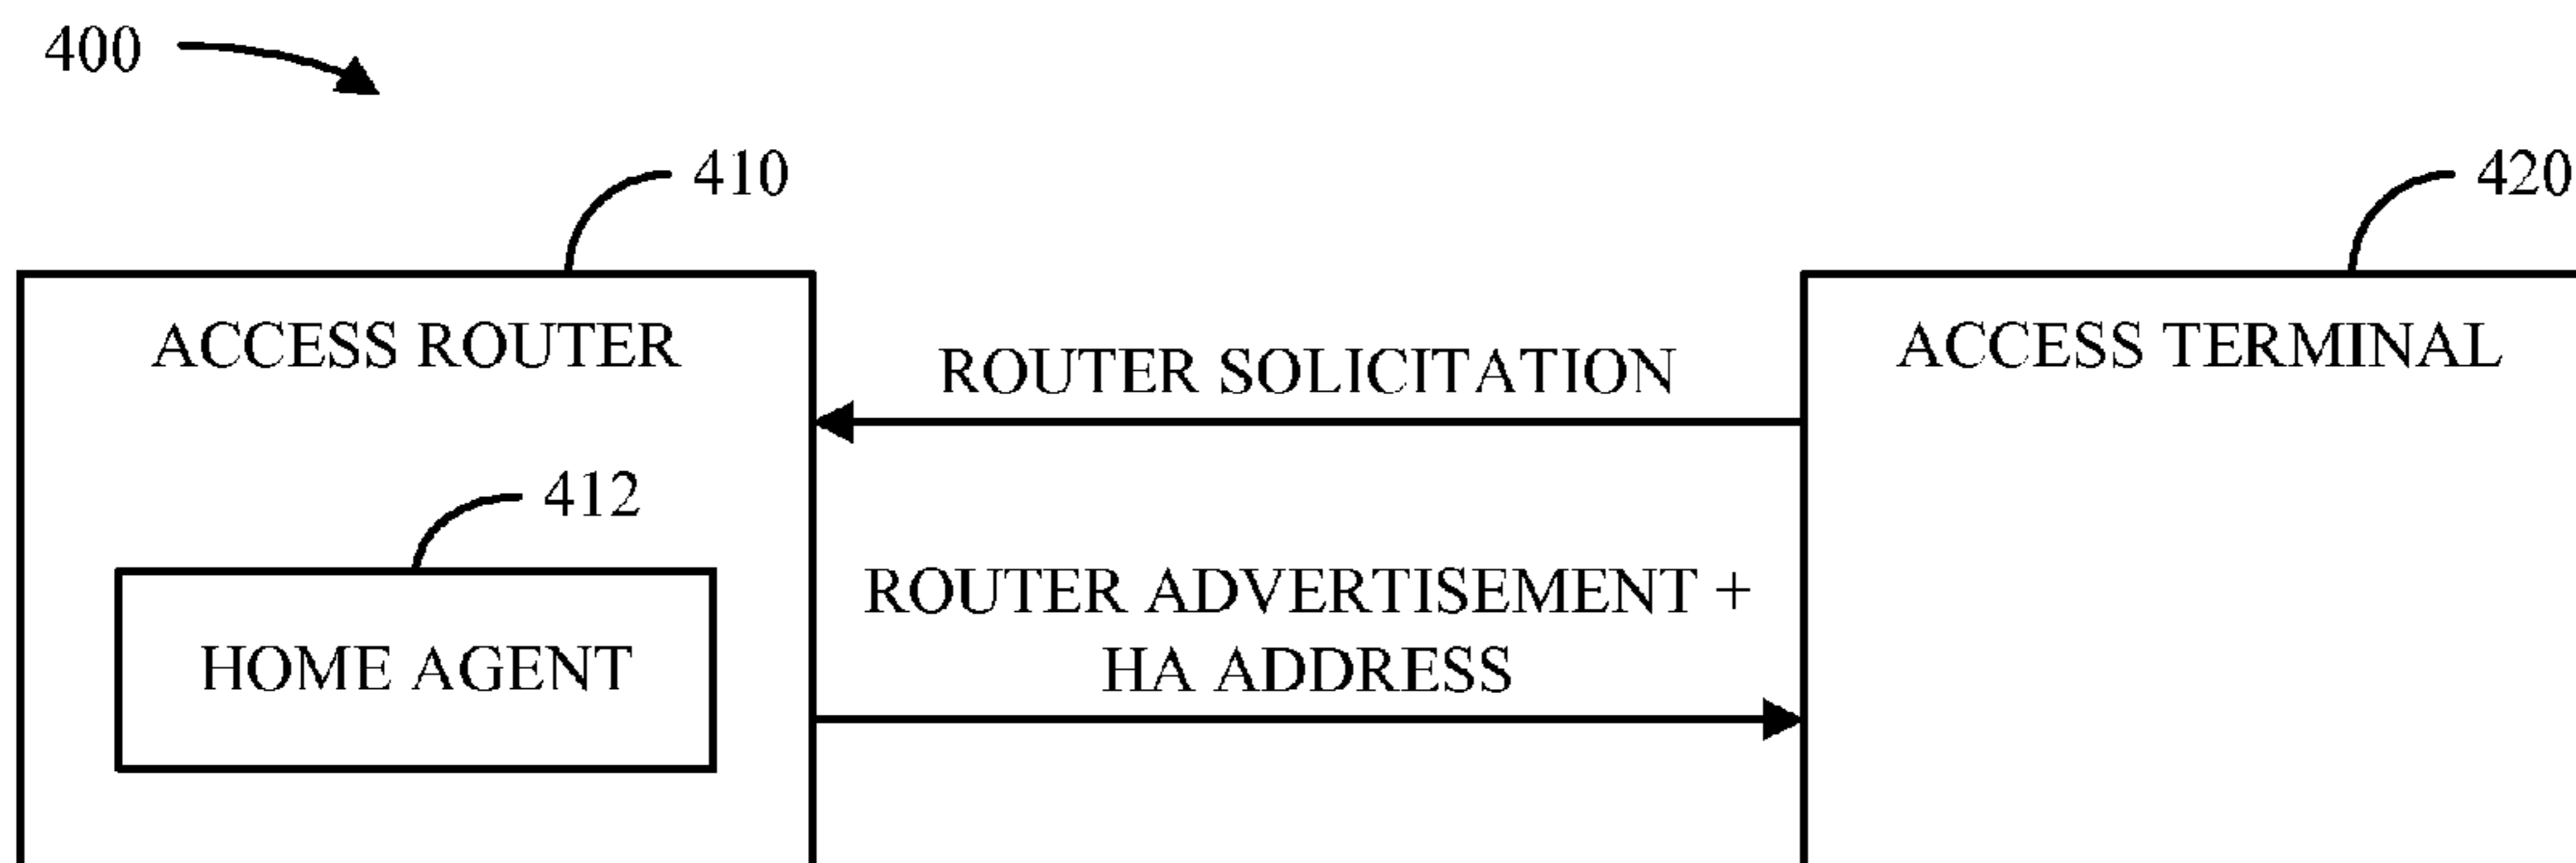 400
410
420
ACCESS ROUTER
ACCESS TERMINAL
ROUTER SOLICITATION
412
ROUTER ADVERTISEMENT +
HA ADDRESS
HOME AGENT